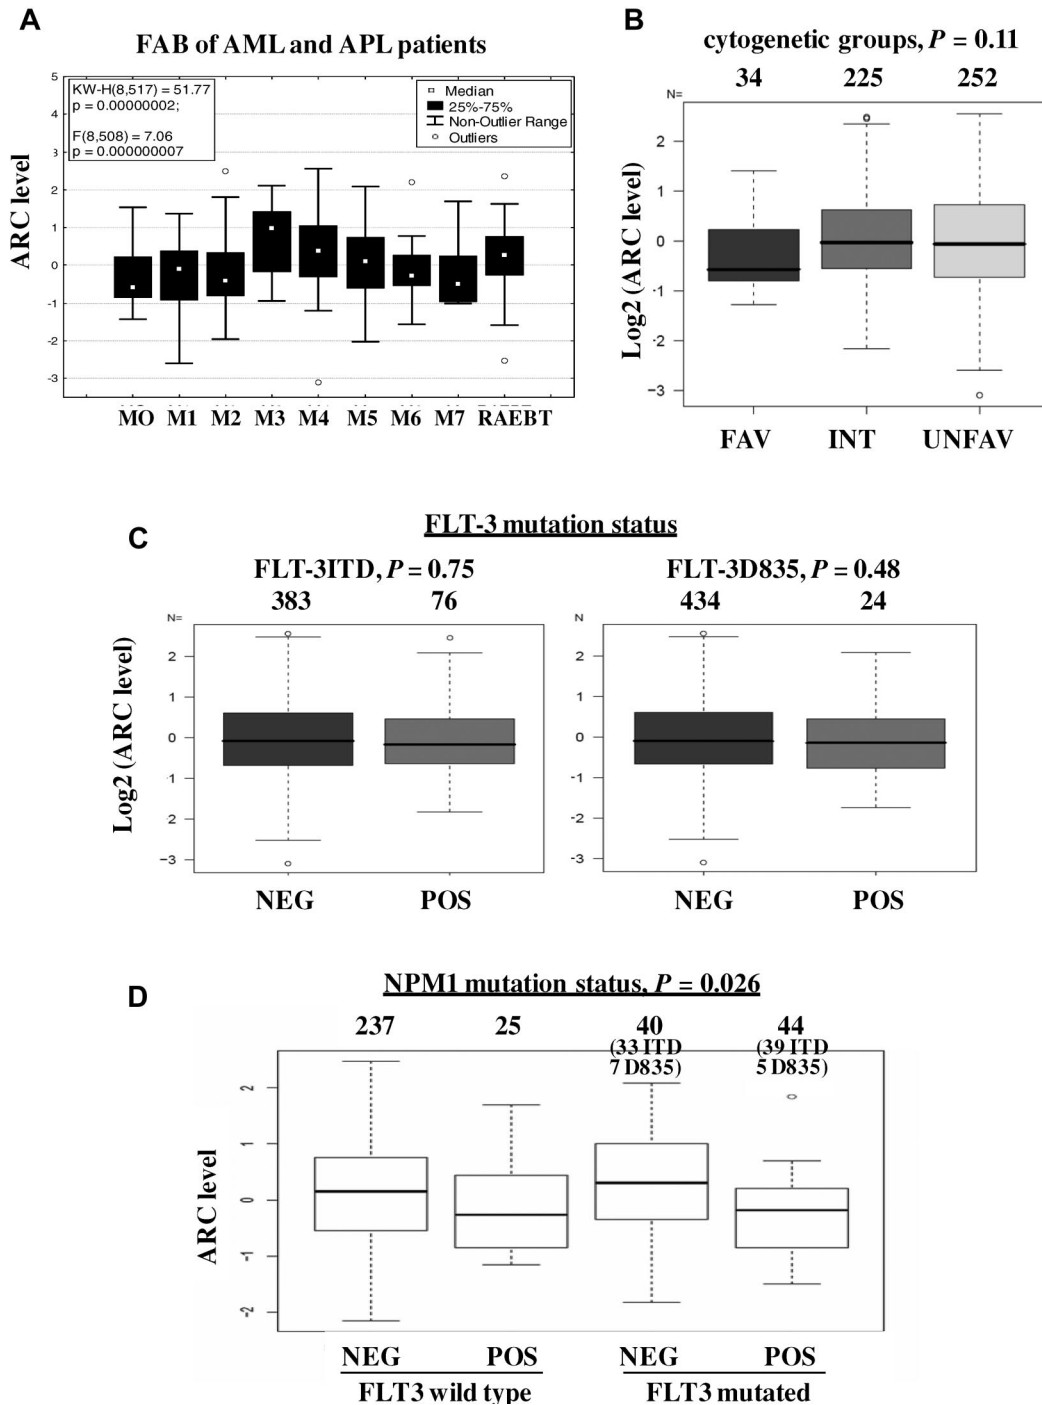 A
FAB of AML and APL patients
KW-H(8,517) = 51.77
p = 0.00000002;
F(8,508) = 7.06
p = 0.000000007
Median
25%-75%
Non-Outlier Range
Outliers
ARC level
5
4
3
2
1
0
-1
-2
-3
MO M1 M2 M3 M4 M5 M6 M7 RAEBT
B
cytogenetic groups, P = 0.11
N= 34 225 252
Log2 (ARC level)
2
1
0
-1
-2
-3
FAV INT UNFAV
C
FLT-3 mutation status
FLT-3ITD, P = 0.75
N= 383 76
Log2 (ARC level)
2
1
0
-1
2
-3
NEG POS
FLT-3D835, P = 0.48
N 434 24
2
1
0
-1
-2
-3
NEG POS
D
NPM1 mutation status, P = 0.026
237 25 40 44
(33 ITD (39 ITD
7 D835) 5 D835)
ARC level
2
1
0
-1
-2
NEG POS NEG POS
FLT3 wild type FLT3 mutated